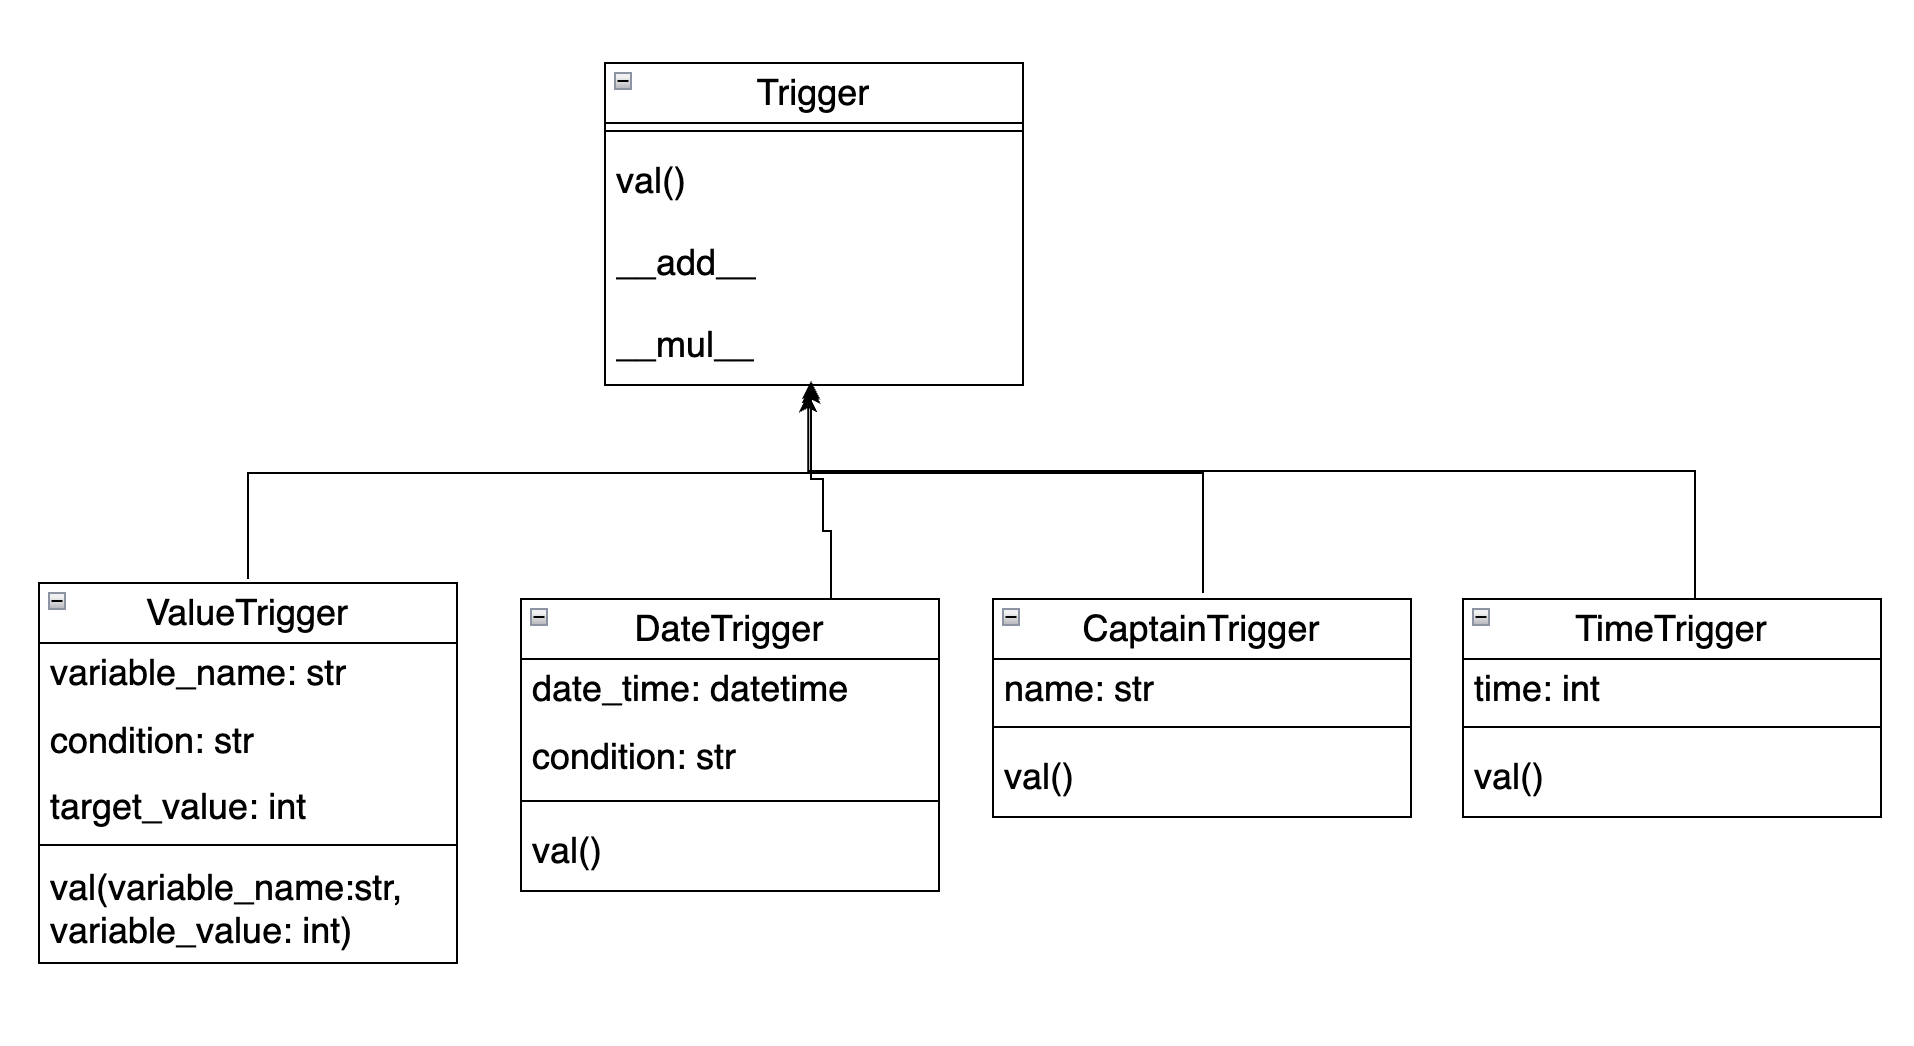 Trigger
val()
__add__
__mul__
ValueTrigger
variable_name: str
condition: str
target_value: int
val(variable_name:str,
variable_value: int)
DateTrigger
date_time: datetime
condition: str
val()
CaptainTrigger
name: str
val()
TimeTrigger
time: int
val()